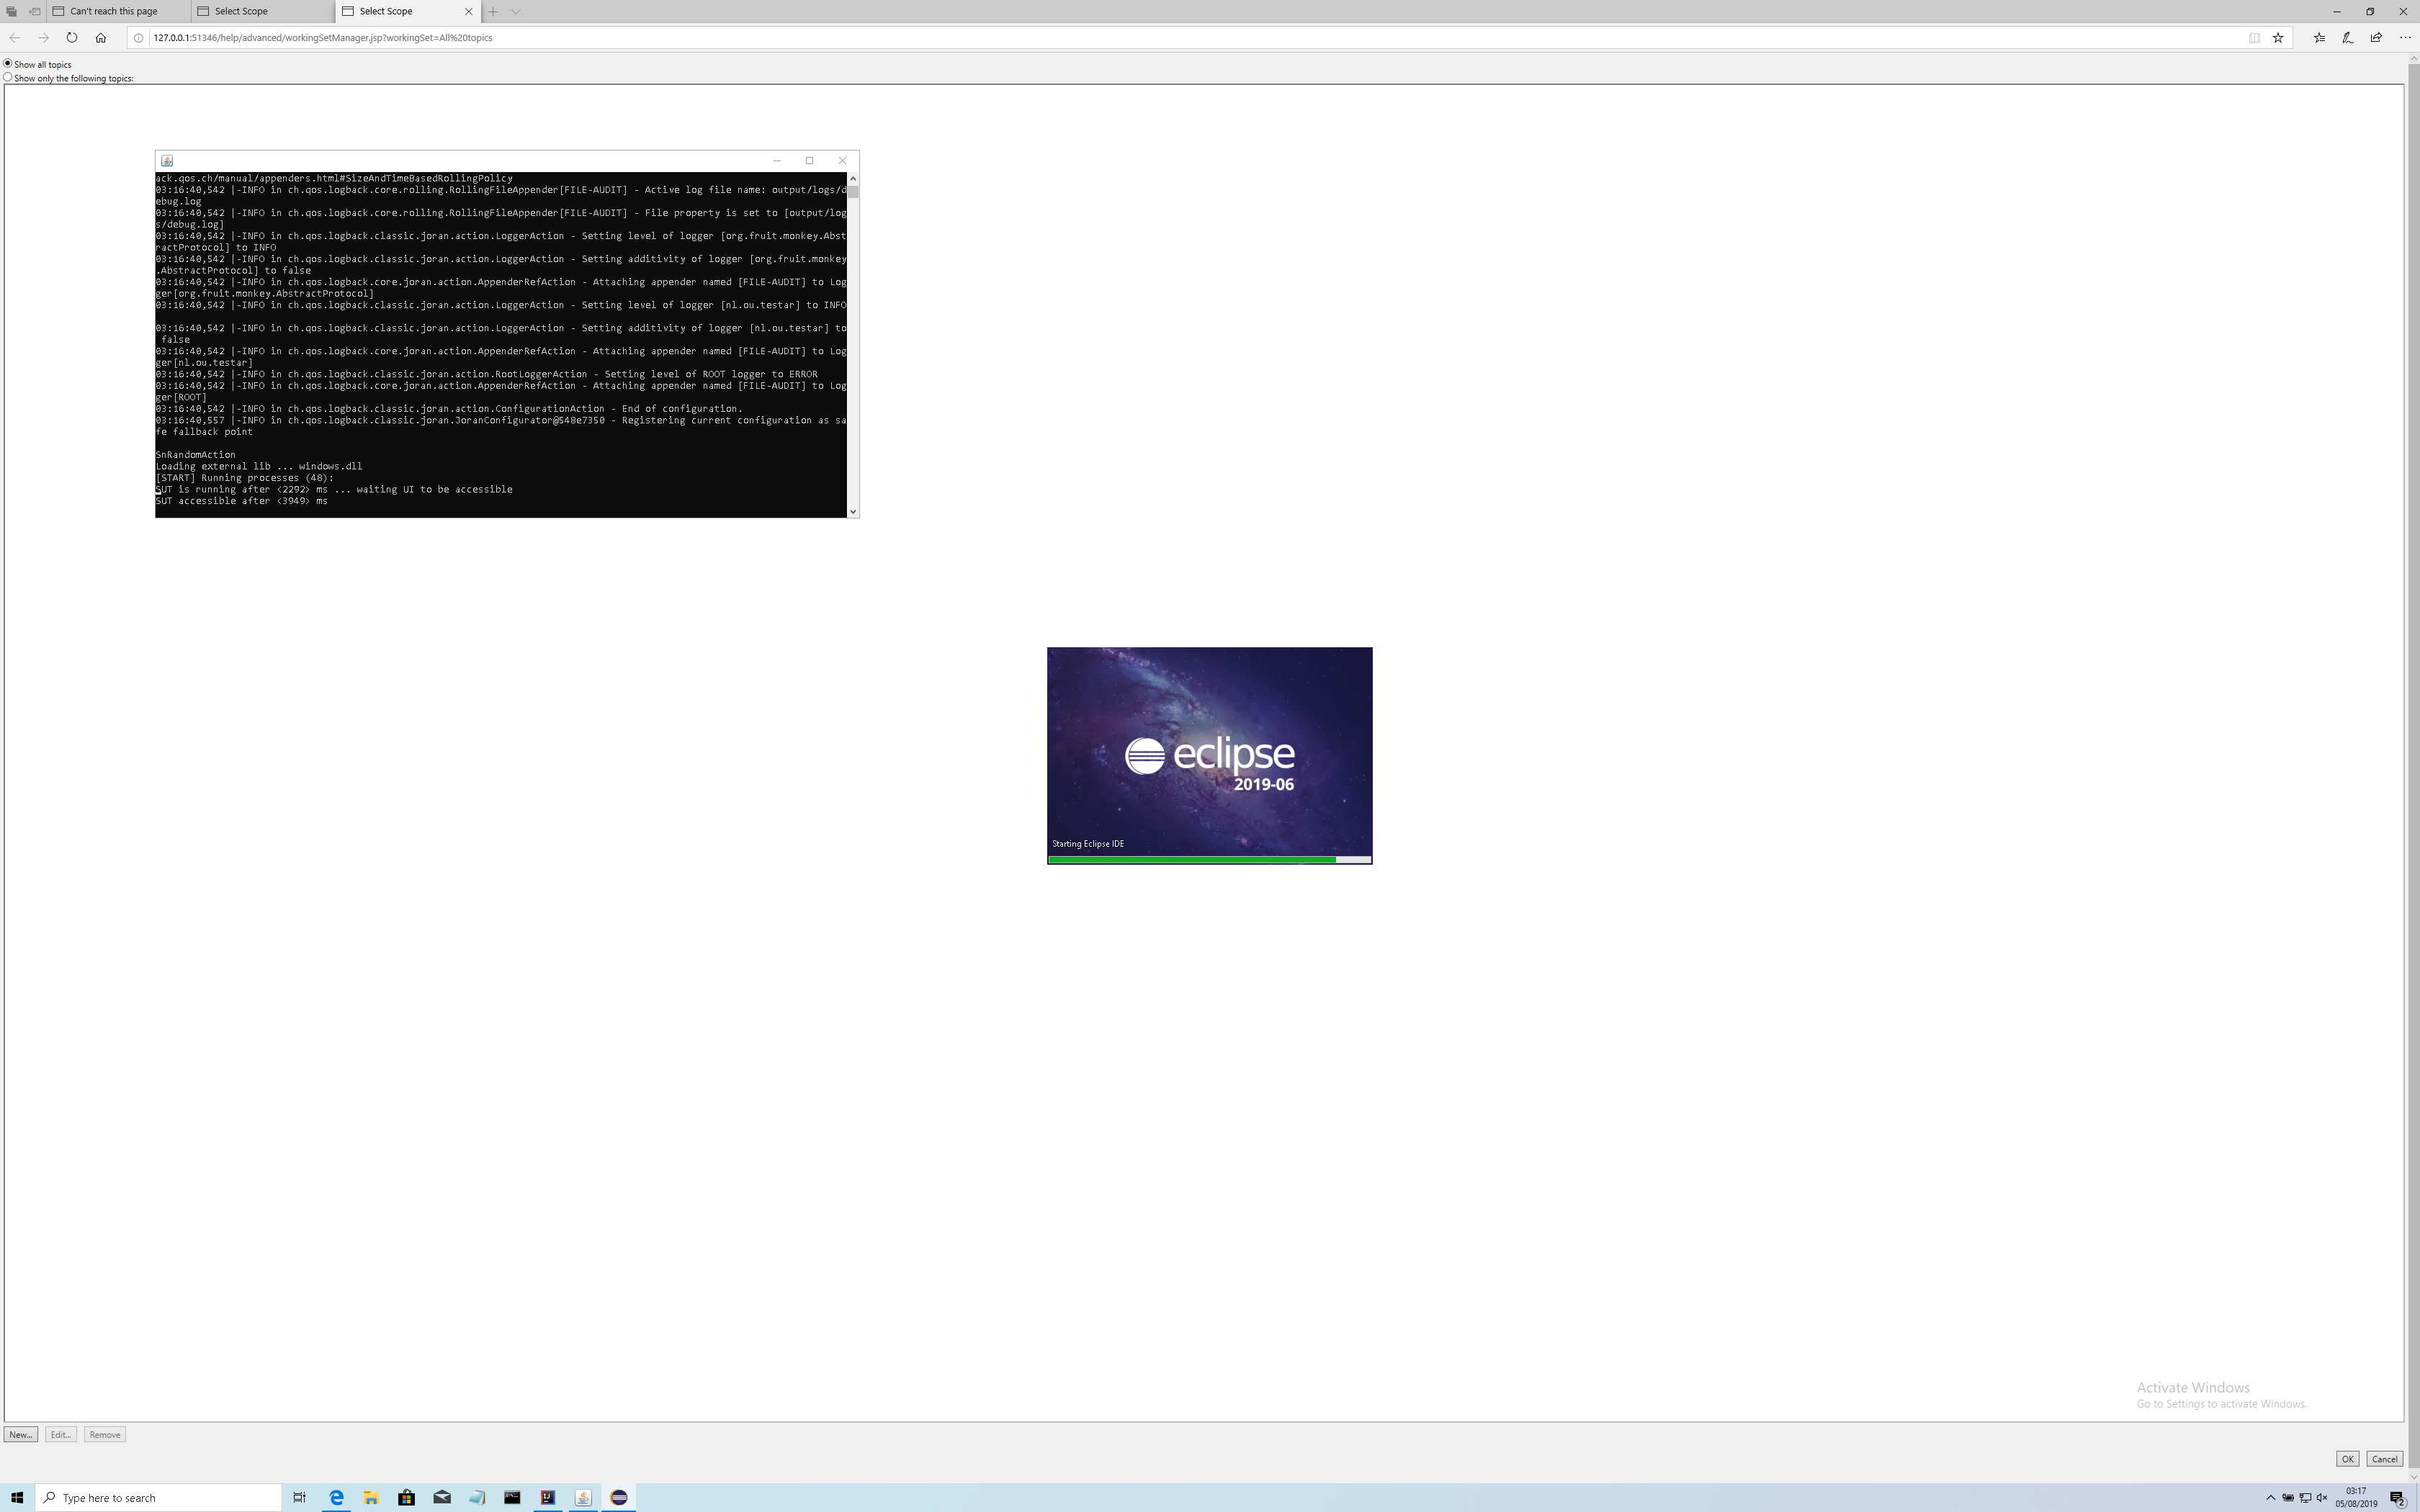 Can't reach this page
Select Scope
Select Scope
127.0.0.1:51346/help/advanced/workingSetManager.jsp?workingSet=All%20topics
Show all topics
Show only the following topics:
ack.qos.ch/manual/appenders.html#SizeAndTimeBasedRollingPolicy
03:16:40,542 |-INFO in ch.qos.logback.core.rolling.RollingFileAppender[FILE-AUDIT] - Active log file name: output/logs/d
ebug.log
03:16:40,542 |-INFO in ch.qos.logback.core.rolling.RollingFileAppender[FILE-AUDIT] - File property is set to [output/log
s/debug.log]
03:16:40,542 |-INFO in ch.qos.logback.classic.joran.action.LoggerAction - Setting level of logger [org.fruit.monkey.Abst
ractProtocol] to INFO
03:16:40,542 |-INFO in ch.qos.logback.classic.joran.action.LoggerAction - Setting additivity of logger [org.fruit.monkey
.AbstractProtocol] to false
03:16:40,542 |-INFO in ch.qos.logback.core.joran.action.AppenderRefAction - Attaching appender named [FILE-AUDIT] to Log
ger[org.fruit.monkey.AbstractProtocol]
03:16:40,542 |-INFO in ch.qos.logback.classic.joran.action.LoggerAction - Setting level of logger [nl.ou.testar] to INFO
03:16:40,542 |-INFO in ch.qos.logback.classic.joran.action.LoggerAction - Setting additivity of logger [nl.ou.testar] to
false
03:16:40,542 |-INFO in ch.qos.logback.core.joran.action.AppenderRefAction - Attaching appender named [FILE-AUDIT] to Log
ger[nl.ou.testar]
03:16:40,542 |-INFO in ch.qos.logback.classic.joran.action.RootLoggerAction - Setting level of ROOT logger to ERROR
03:16:40,542 |-INFO in ch.qos.logback.core.joran.action.AppenderRefAction - Attaching appender named [FILE-AUDIT] to Log
ger[ROOT]
03:16:40,542 |-INFO in ch.qos.logback.classic.joran.action.ConfigurationAction - End of configuration.
03:16:40,557 |-INFO in ch.qos.logback.classic.joran.JoranConfigurator@548e7350 - Registering current configuration as sa
fe fallback point
SnRandomAction
Loading external lib ... windows.dll
[START] Running processes (48):
SUT is running after <2292> ms ... waiting UI to be accessible
SUT accessible after <3949> ms
eclipse
2019-06
Starting Eclipse IDE
Activate Windows
Go to Settings to activate Windows.
New... Edit... Remove
OK Cancel
Type here to search
03:17
05/08/2019
2